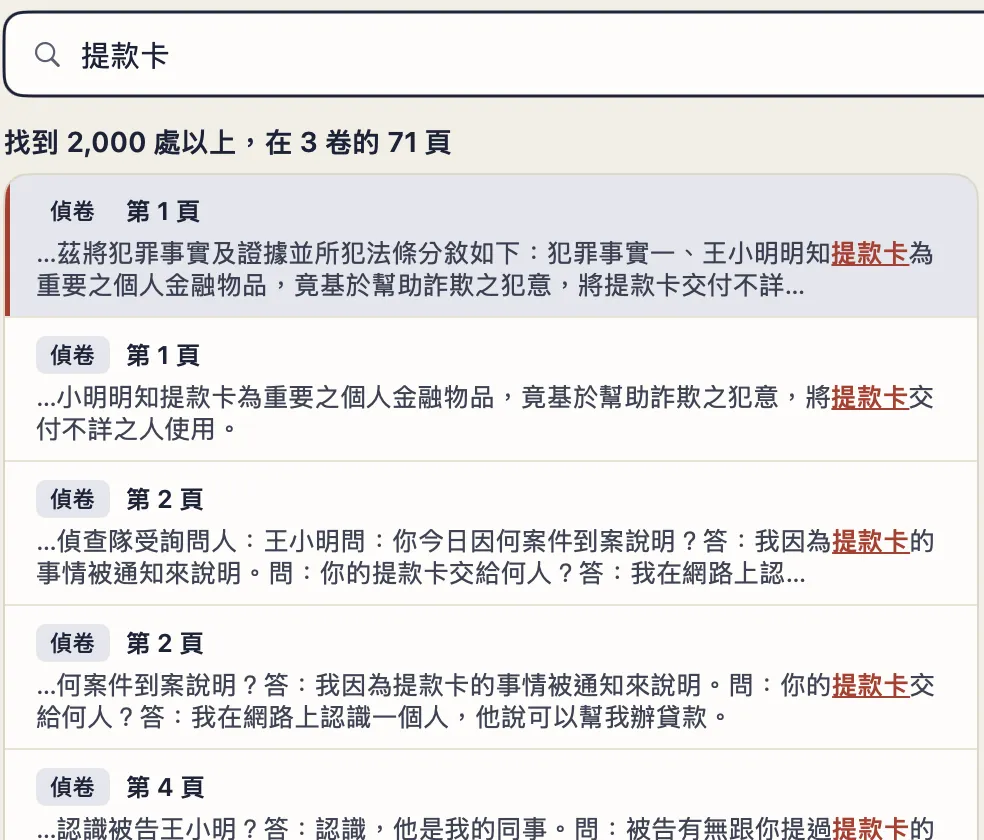 提款卡
找到 2,000 處以上，在 3 卷的 71 頁
偵卷 第 1 頁
...茲將犯罪事實及證據並所犯法條分敘如下：犯罪事實一、王小明明知提款卡為
重要之個人金融物品，竟基於幫助詐欺之犯意，將提款卡交付不詳...
偵卷 第 1 頁
...小明明知提款卡為重要之個人金融物品，竟基於幫助詐欺之犯意，將提款卡交
付不詳之人使用。
偵卷 第 2 頁
...偵查隊受詢問人：王小明問：你今日因何案件到案說明？答：我因為提款卡的
事情被通知來說明。問：你的提款卡交給何人？答：我在網路上認...
偵卷 第 2 頁
...何案件到案說明？答：我因為提款卡的事情被通知來說明。問：你的提款卡交
給何人？答：我在網路上認識一個人，他說可以幫我辦貸款。
偵卷 第 4 頁
...認識被告王小明？答：認識，他是我的同事。問：被告有無跟你提過提款卡的